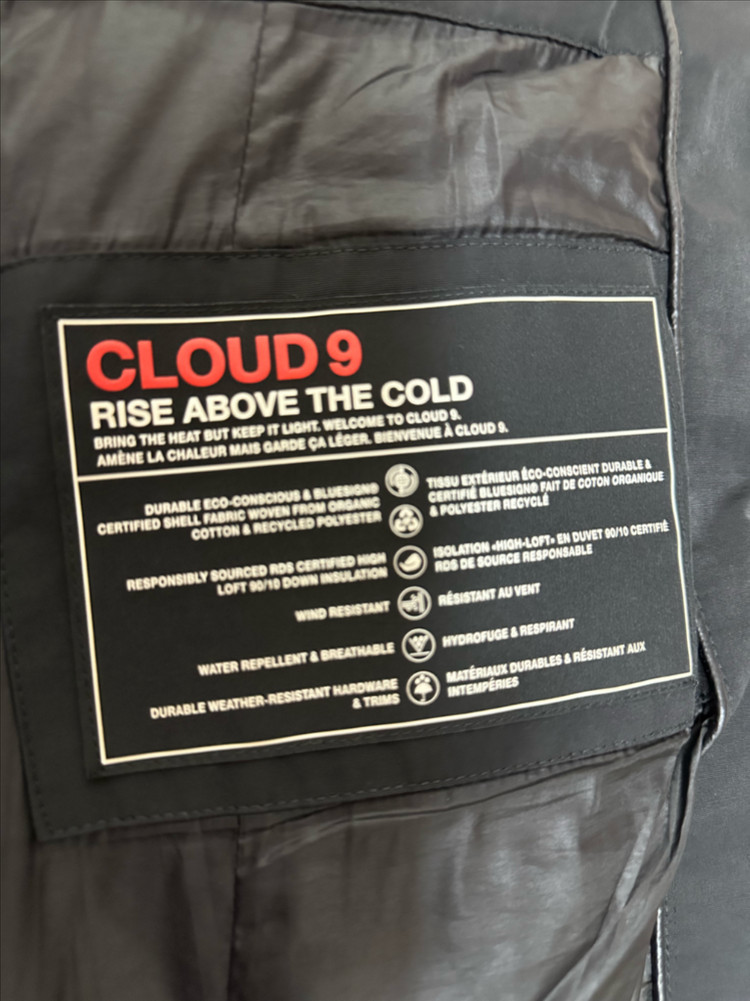 CLOUD 9
RISE ABOVE THE COLD
BRING THE HEAT BUT KEEP IT LIGHT. WELCOME TO CLOUD 9.
AMÈNE LA CHALEUR MAIS GARDE ÇA LÉGER. BIENVENUE À CLOUD 9.
DURABLE ECO-CONSCIOUS & BLUESIGN®
CERTIFIED SHELL FABRIC WOVEN FROM ORGANIC
COTTON & RECYCLED POLYESTER
TISSU EXTÉRIEUR ÉCO-CONSCIENT DURABLE &
CERTIFIÉ BLUESIGN® FAIT DE COTON ORGANIQUE
& POLYESTER RECYCLÉ
RESPONSIBLY SOURCED RDS CERTIFIED HIGH
LOFT 90/10 DOWN INSULATION
ISOLATION «HIGH-LOFT» EN DUVET 90/10 CERTIFIÉ
RDS DE SOURCE RESPONSABLE
WIND RESISTANT
RÉSISTANT AU VENT
WATER REPELLENT & BREATHABLE
HYDROFUGE & RESPIRANT
DURABLE WEATHER-RESISTANT HARDWARE
& TRIMS
MATÉRIAUX DURABLES & RÉSISTANT AUX
INTEMPÉRIES